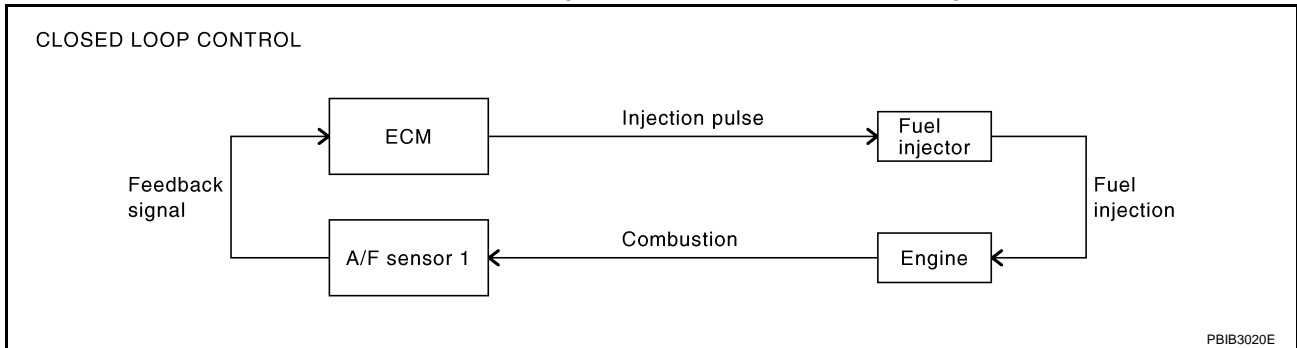 CLOSED LOOP CONTROL
ECM
Injection pulse
Fuel
injector
Feedback
signal
Fuel
injection
A/F sensor 1
Combustion
Engine
PBIB3020E